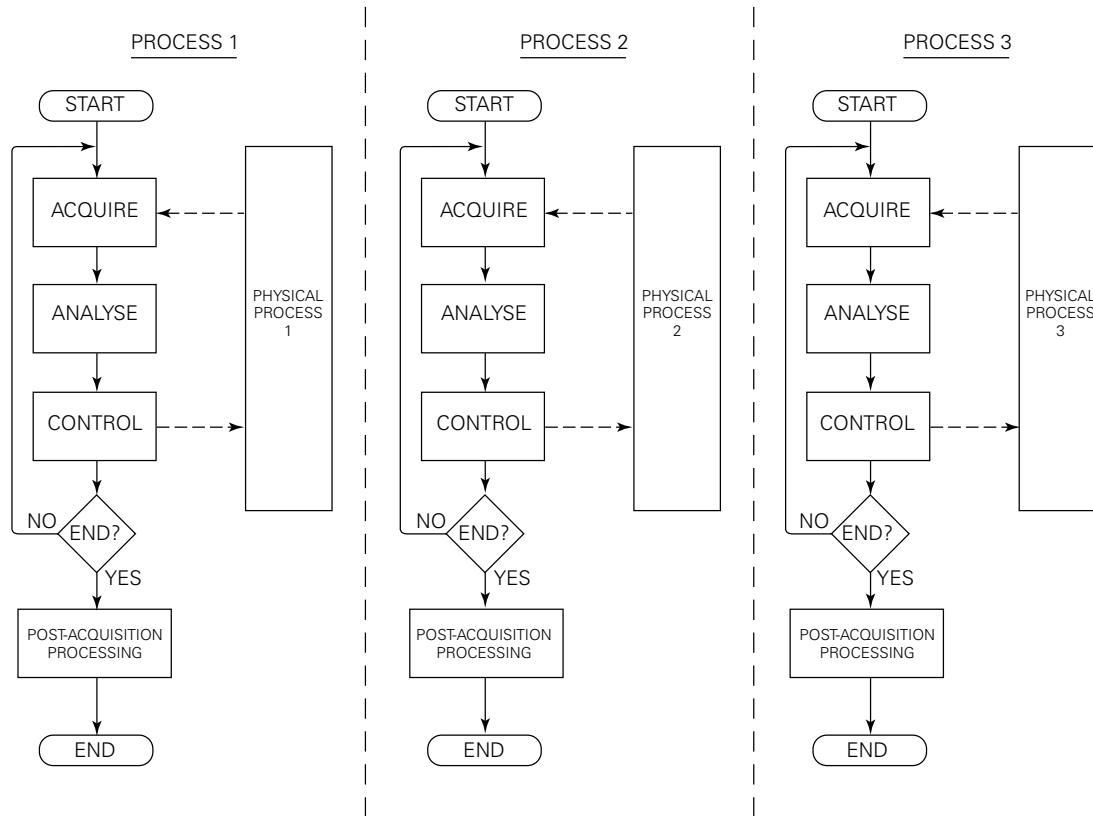 PROCESS 1
START
ACQUIRE
ANALYSE
PHYSICAL
PROCESS
1
CONTROL
NO
END?
YES
POST-ACQUISITION
PROCESSING
END
PROCESS 2
START
ACQUIRE
ANALYSE
PHYSICAL
PROCESS
2
CONTROL
NO
END?
YES
POST-ACQUISITION
PROCESSING
END
PROCESS 3
START
ACQUIRE
ANALYSE
PHYSICAL
PROCESS
3
CONTROL
NO
END?
YES
POST-ACQUISITION
PROCESSING
END